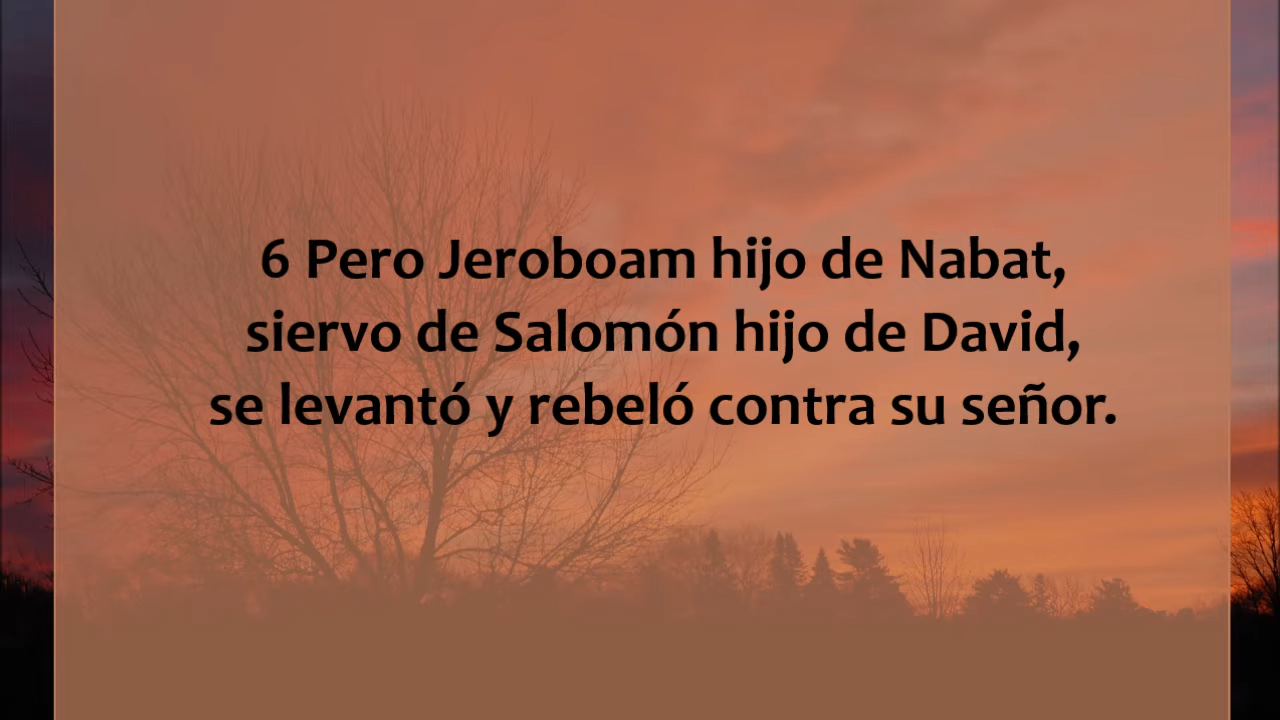 6 Pero Jeroboam hijo de Nabat,
siervo de Salomón hijo de David,
se levantó y rebeló contra su señor.